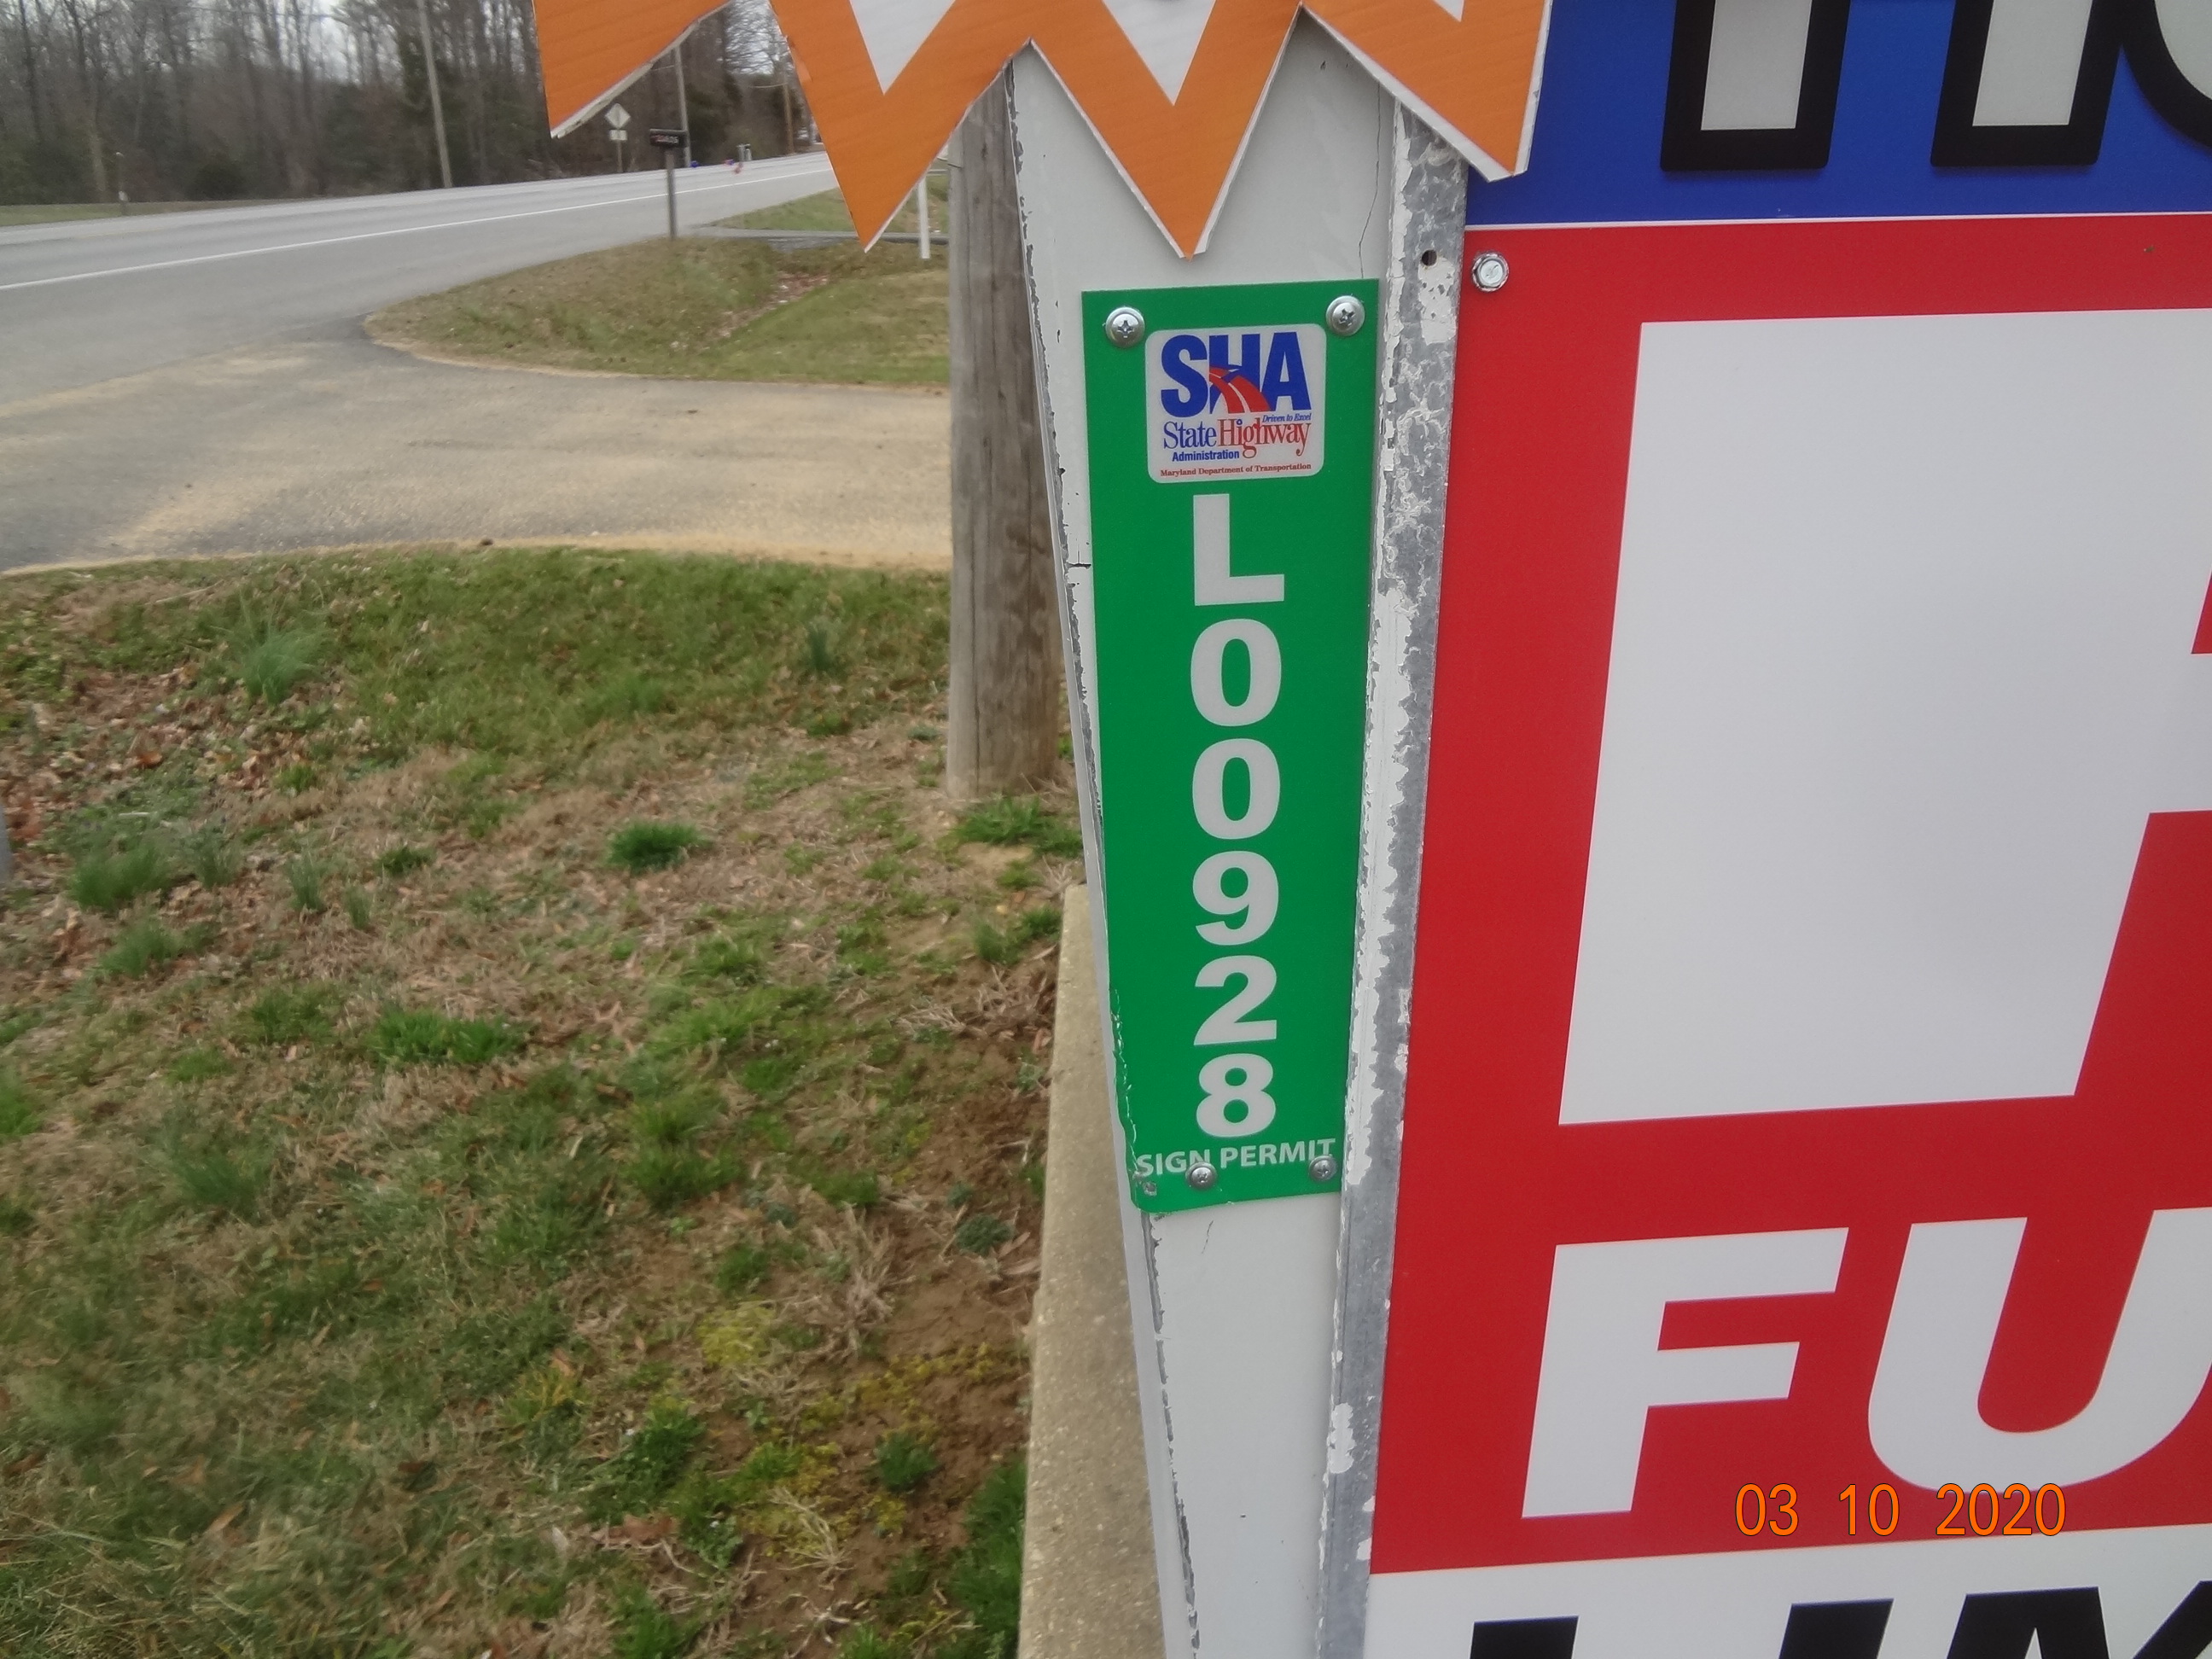 SHA
Driven to Excel
State Highway
Administration
Maryland Department of Transportation
L00928
SIGN PERMIT
FU
03 10 2020